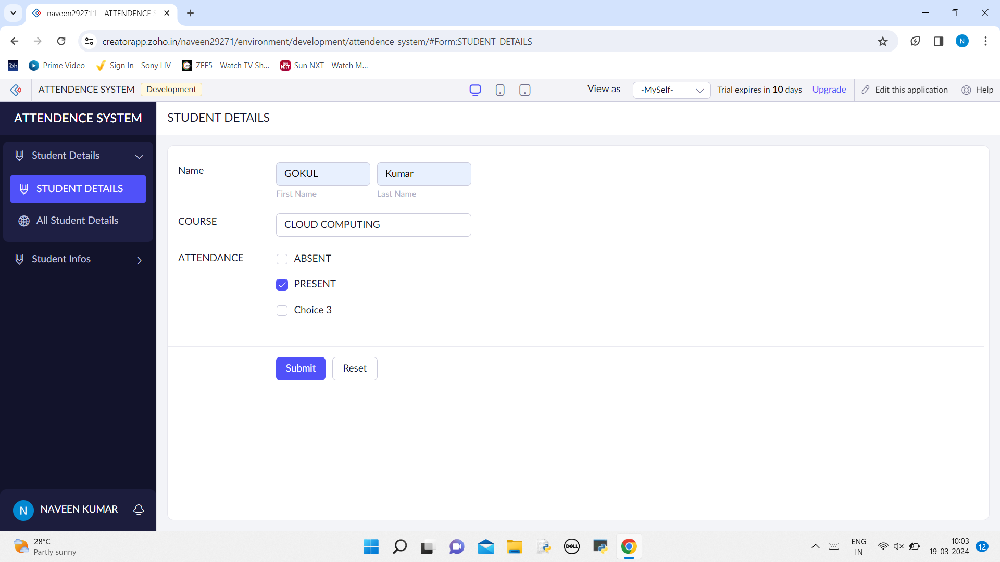 naveen292711 - ATTENDENCE S
creatorapp.zoho.in/naveen29271/environment/development/attendence-system/#Form:STUDENT_DETAILS
N
Dh Prime Video Sign In - Sony LIV ZEE5 - Watch TV Sh... SUN NXT Sun NXT - Watch M...
ATTENDENCE SYSTEM Development View as -MySelf- Trial expires in 10 days Upgrade Edit this application Help
ATTENDENCE SYSTEM
STUDENT DETAILS
Student Details
STUDENT DETAILS
All Student Details
Student Infos
Name GOKUL Kumar
First Name Last Name
COURSE CLOUD COMPUTING
ATTENDANCE ABSENT
PRESENT
Choice 3
Submit Reset
N NAVEEN KUMAR
28°C
Partly sunny
DELL
ENG
IN
10:03
19-03-2024
12